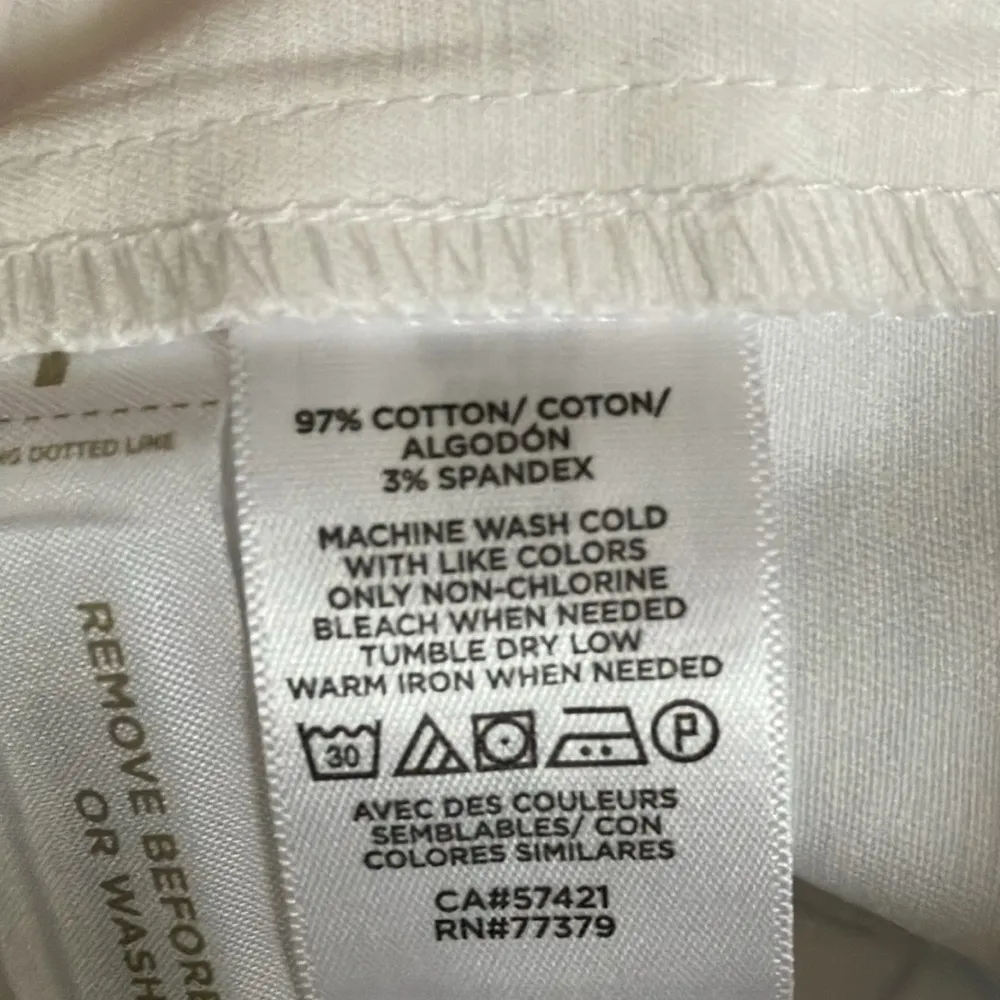 97% COTTON/ COTON/
ALGODÓN
3% SPANDEX
MACHINE WASH COLD
WITH LIKE COLORS
ONLY NON-CHLORINE
BLEACH WHEN NEEDED
TUMBLE DRY LOW
WARM IRON WHEN NEEDED
30
P
AVEC DES COULEURS
SEMBLABLES/ CON
COLORES SIMILARES
CA#57421
RN#77379
DOTTED LINE
REMOVE BEFORE
OR WASH